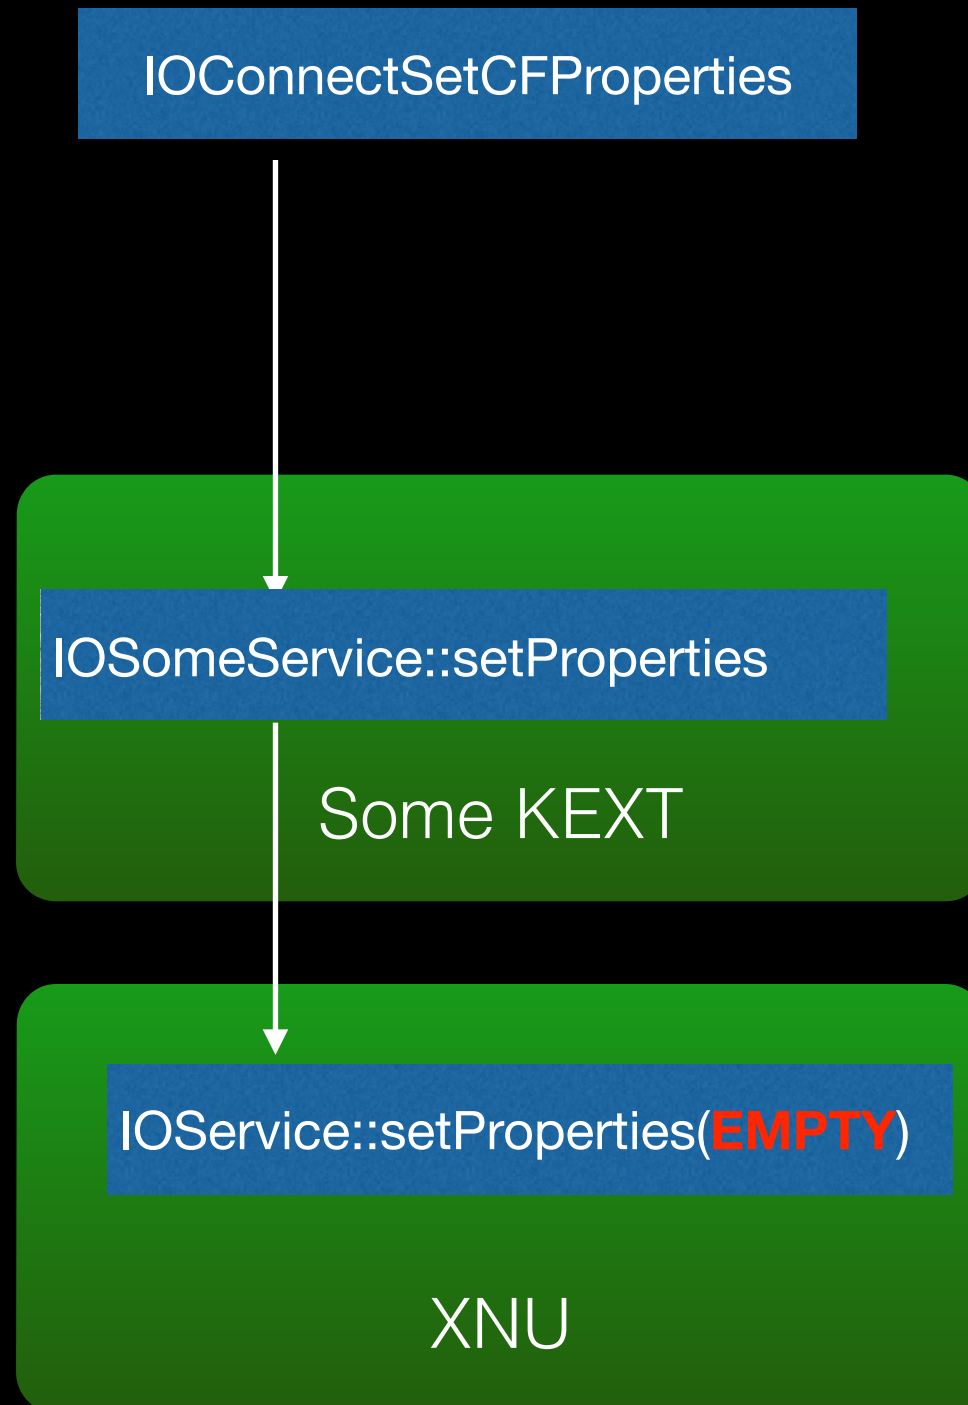 IOConnectSetCFProperties
IOSomeService::setProperties
Some KEXT
IOService::setProperties(EMPTY)
XNU